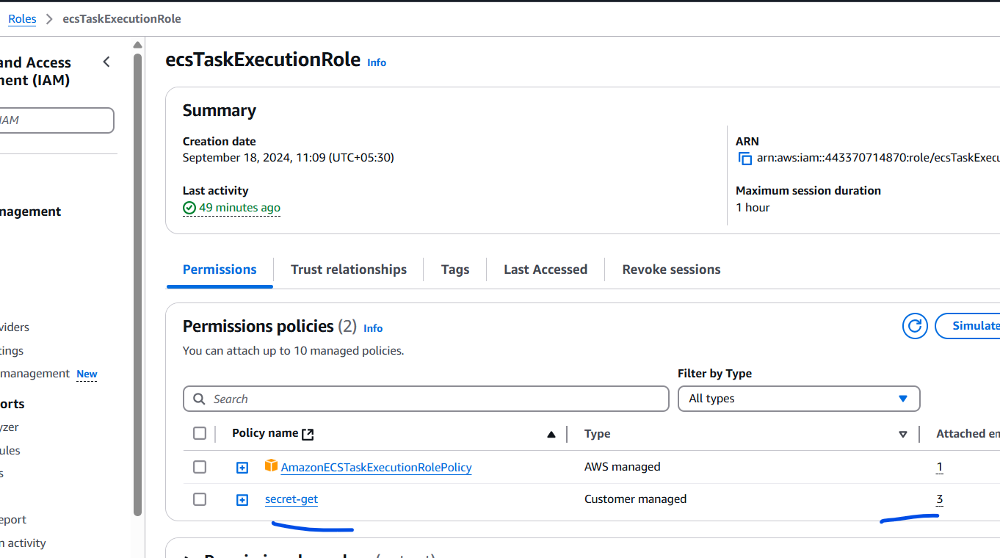 Roles > ecsTaskExecutionRole
and Access
nent (IAM)
IAM
nagement
viders
tings
management New
orts
yzer
ules
s
eport
n activity
ecsTaskExecutionRole Info
Summary
Creation date
September 18, 2024, 11:09 (UTC+05:30)
Last activity
49 minutes ago
ARN
arn:aws:iam::443370714870:role/ecsTaskExecu
Maximum session duration
1 hour
Permissions Trust relationships Tags Last Accessed Revoke sessions
Permissions policies (2) Info
Simulate
You can attach up to 10 managed policies.
Filter by Type
Search All types
Policy name Type Attached en
AmazonECSTaskExecutionRolePolicy AWS managed 1
secret-get Customer managed 3